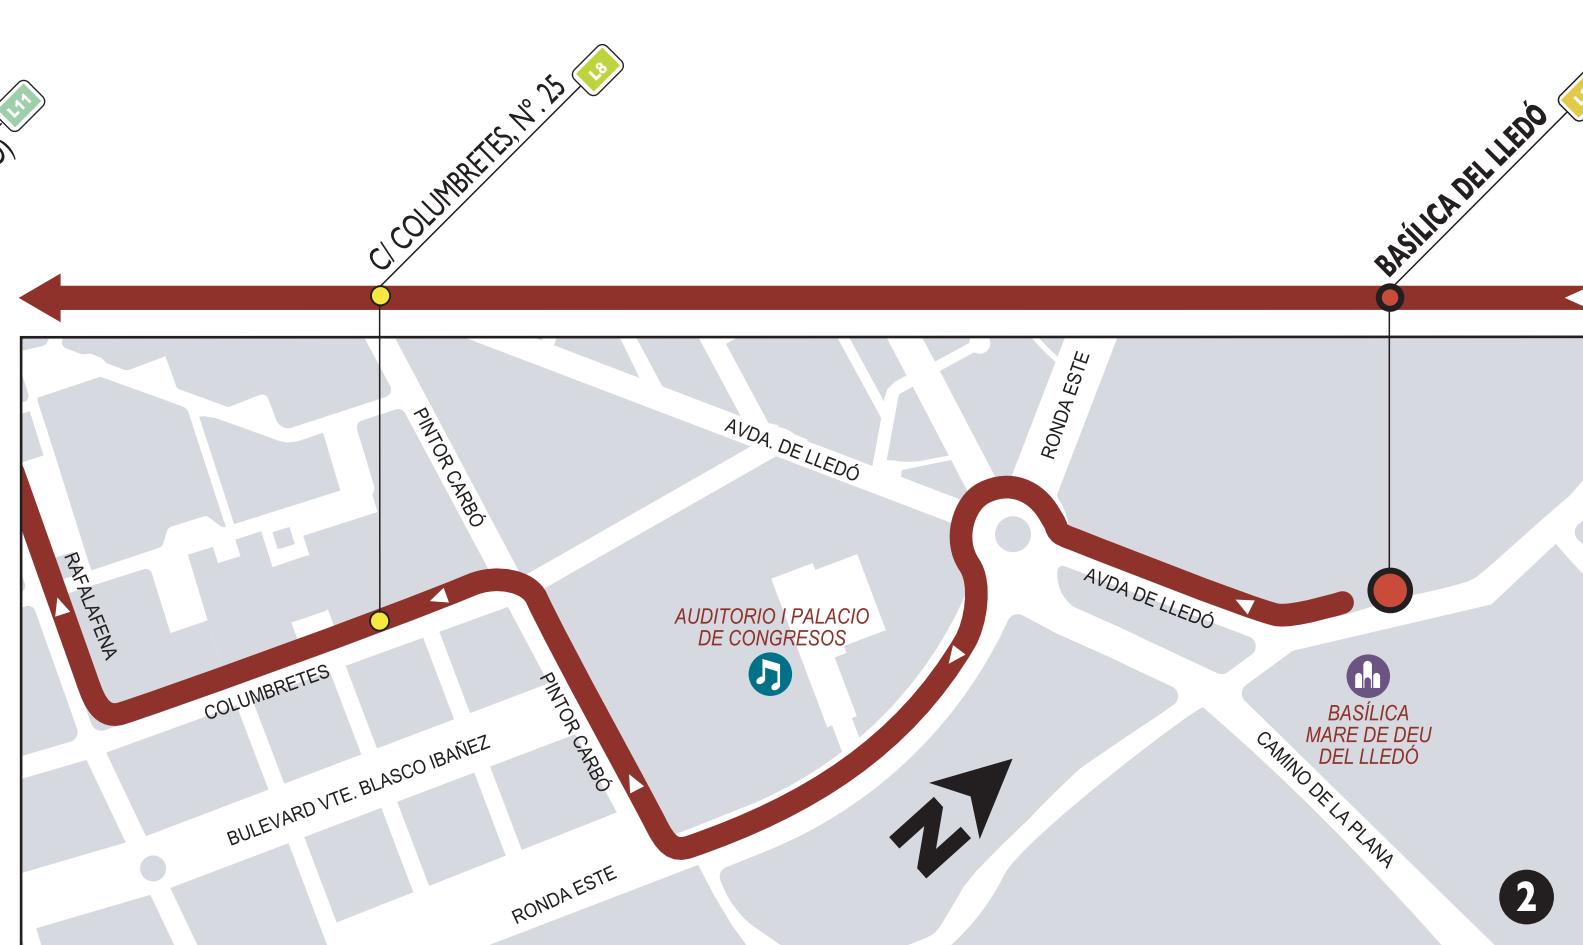 L11
C/ COLUMBRETES, Nº. 25
L8
BASÍLICA DEL LLEDÓ
PINTOR CARBÓ
AVDA. DE LLEDÓ
RONDA ESTE
RAFALAFENA
AVDA DE LLEDÓ
AUDITORIO I PALACIO
DE CONGRESOS
COLUMBRETES
PINTOR CARBÓ
BULEVARD VTE. BLASCO IBAÑEZ
BASÍLICA
MARE DE DEU
DEL LLEDÓ
CAMINO DE LA PLANA
RONDA ESTE
N
2